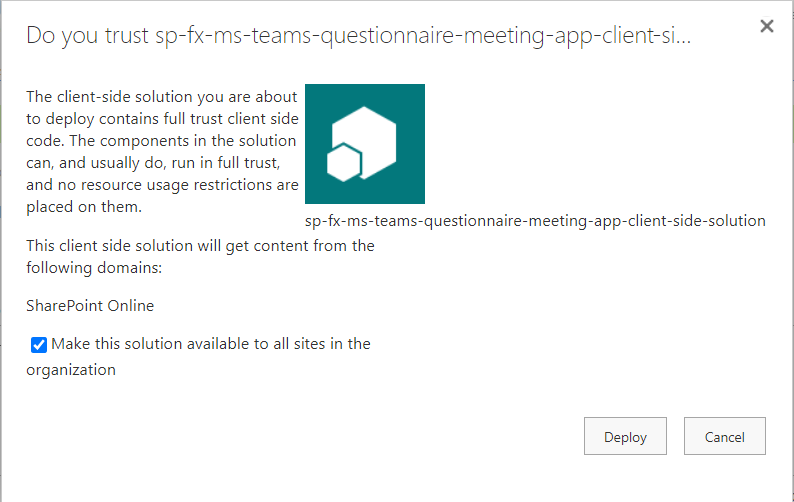 Do you trust sp-fx-ms-teams-questionnaire-meeting-app-client-si...
The client-side solution you are about
to deploy contains full trust client side
code. The components in the solution
can, and usually do, run in full trust,
and no resource usage restrictions are
placed on them.
sp-fx-ms-teams-questionnaire-meeting-app-client-side-solution
This client side solution will get content from the
following domains:
SharePoint Online
Make this solution available to all sites in the
organization
Deploy
Cancel